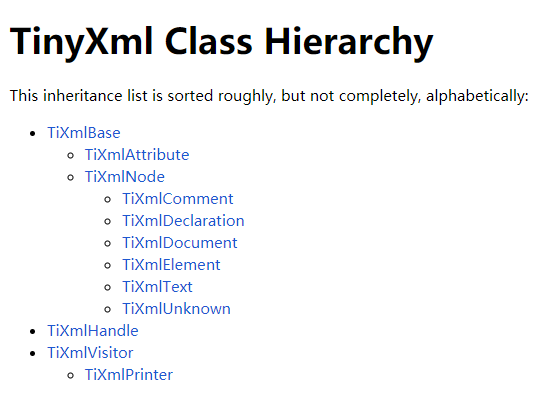 TinyXml Class Hierarchy
This inheritance list is sorted roughly, but not completely, alphabetically:
TiXmlBase
TiXmlAttribute
TiXmlNode
TiXmlComment
TiXmlDeclaration
TiXmlDocument
TiXmlElement
TiXmlText
TiXmlUnknown
TiXmlHandle
TiXmlVisitor
TiXmlPrinter